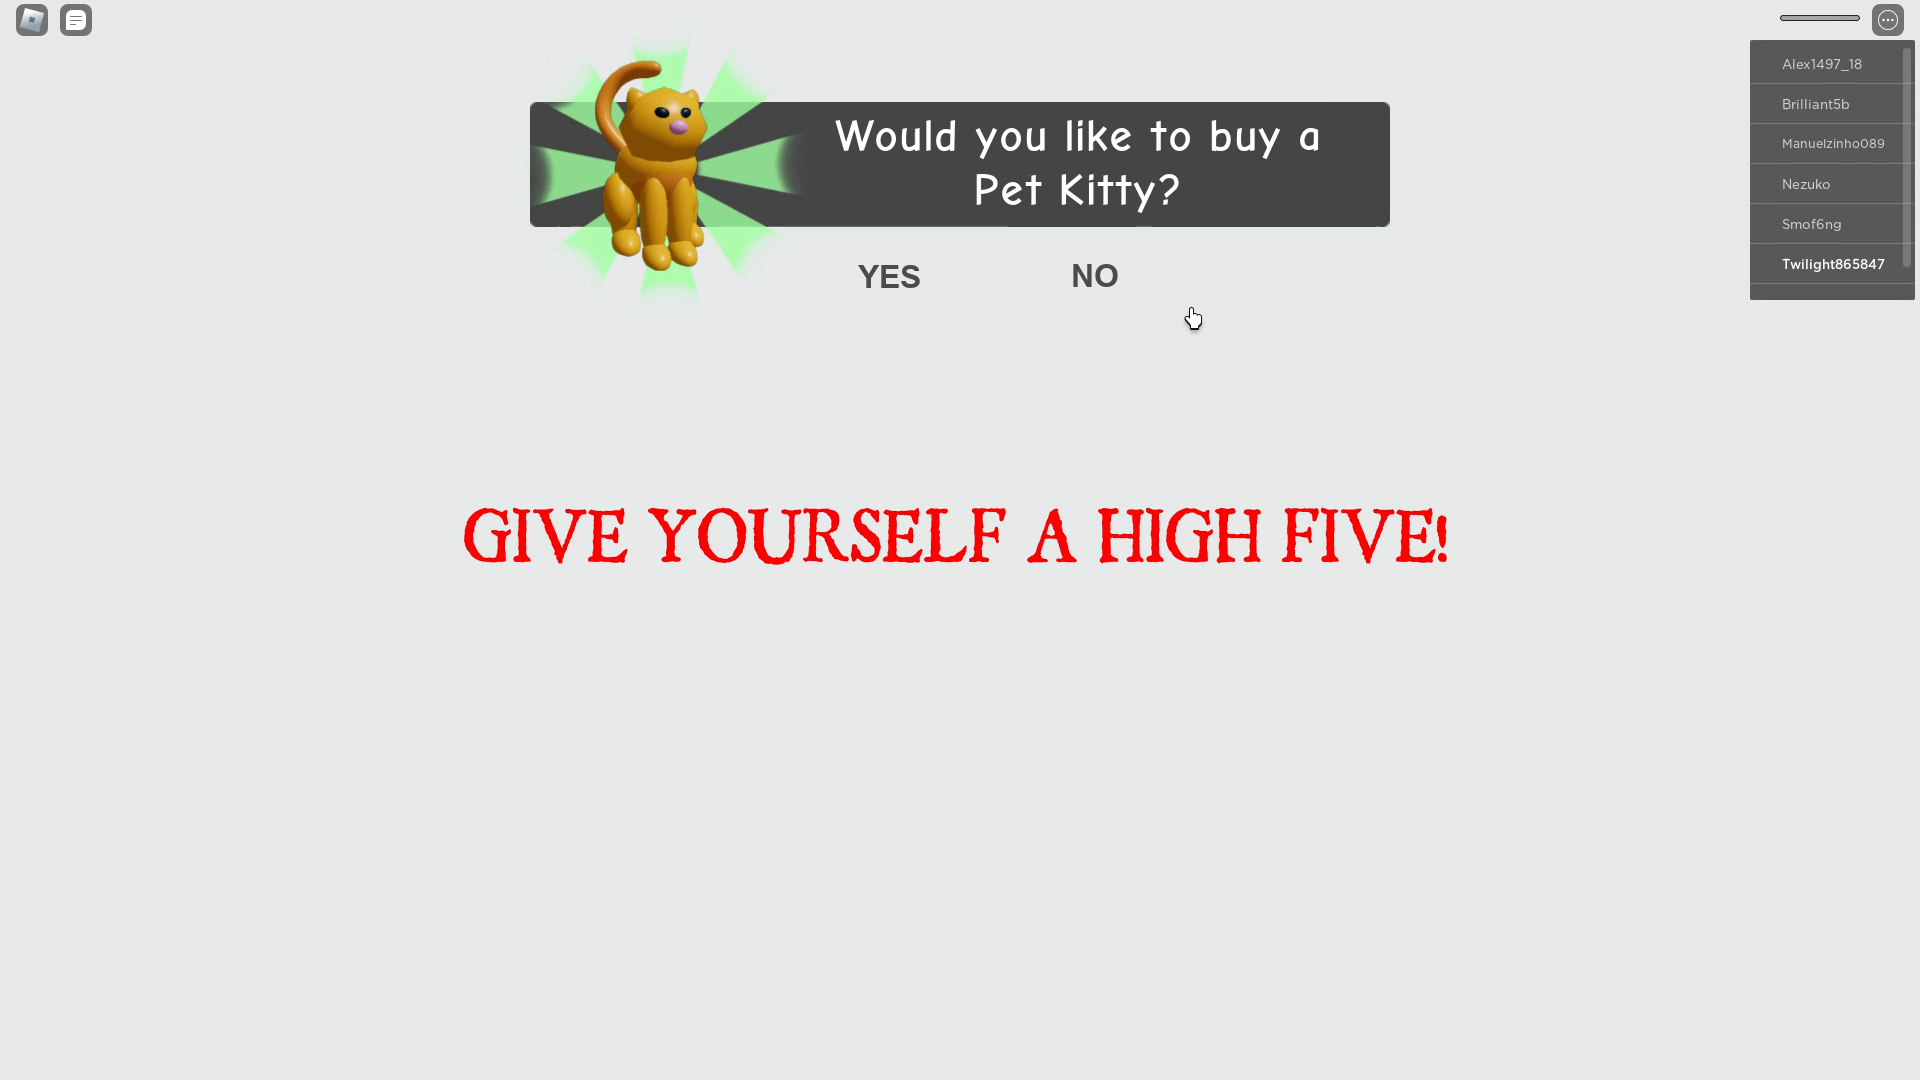 Would you like to buy a
Pet Kitty?
YES
NO
Alex1497_18
Brilliant5b
Manuelzinho089
Nezuko
Smof6ng
Twilight865847
GIVE YOURSELF A HIGH FIVE!